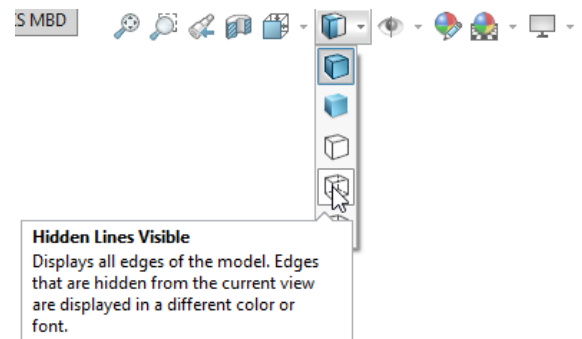 S MBD
Hidden Lines Visible
Displays all edges of the model. Edges
that are hidden from the current view
are displayed in a different color or
font.